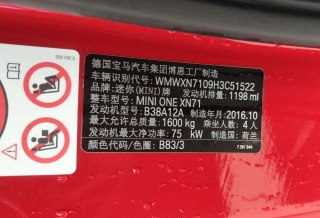 德国宝马汽车集团博恩工厂制造
车辆识别代号: WMWXN7109H3C51522
品牌: 迷你(MINI)牌 发动机排量: 1198 ml
整车型号: MINI ONE XN71
发动机型号: B38A12A 制造年月: 2016.10
最大允许总质量: 1600 kg 乘坐人数: 4人
发动机最大净功率: 75 kW 制造国: 荷兰
颜色代码(车色): B83/3